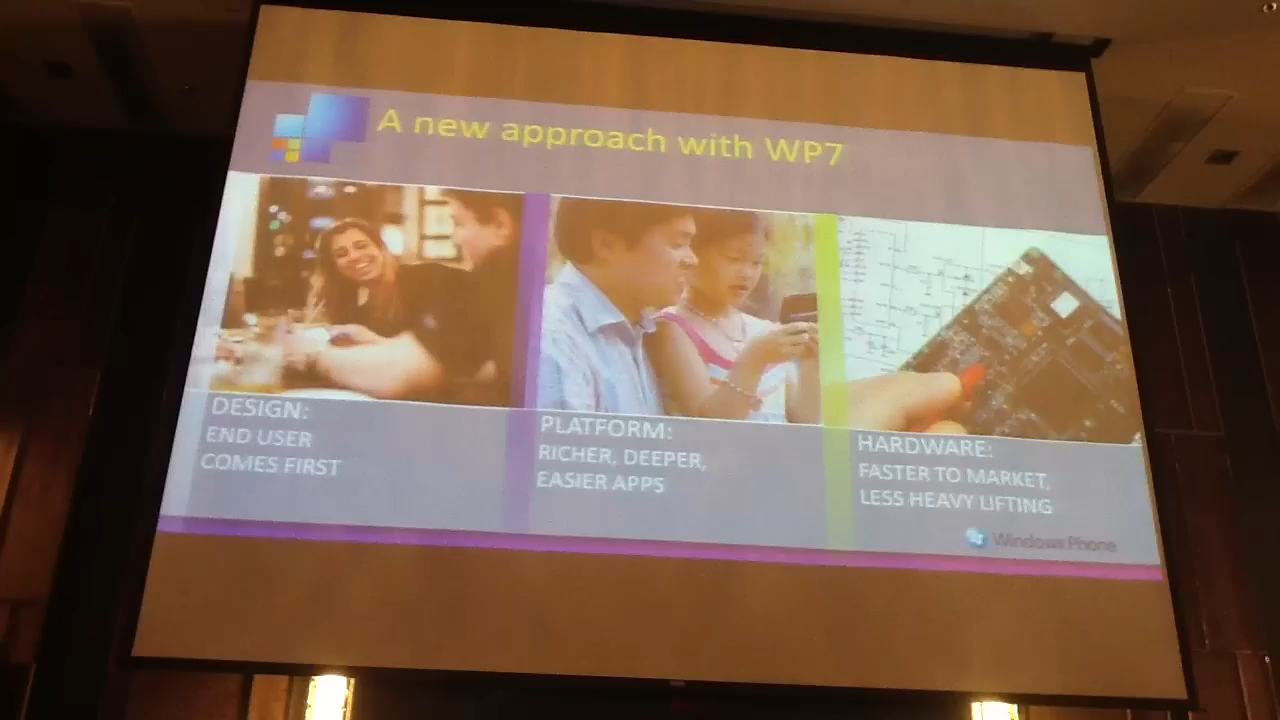 A new approach with WP7
DESIGN:
END USER
COMES FIRST
PLATFORM:
RICHER, DEEPER,
EASIER APPS
HARDWARE:
FASTER TO MARKET,
LESS HEAVY LIFTING
Windows Phone